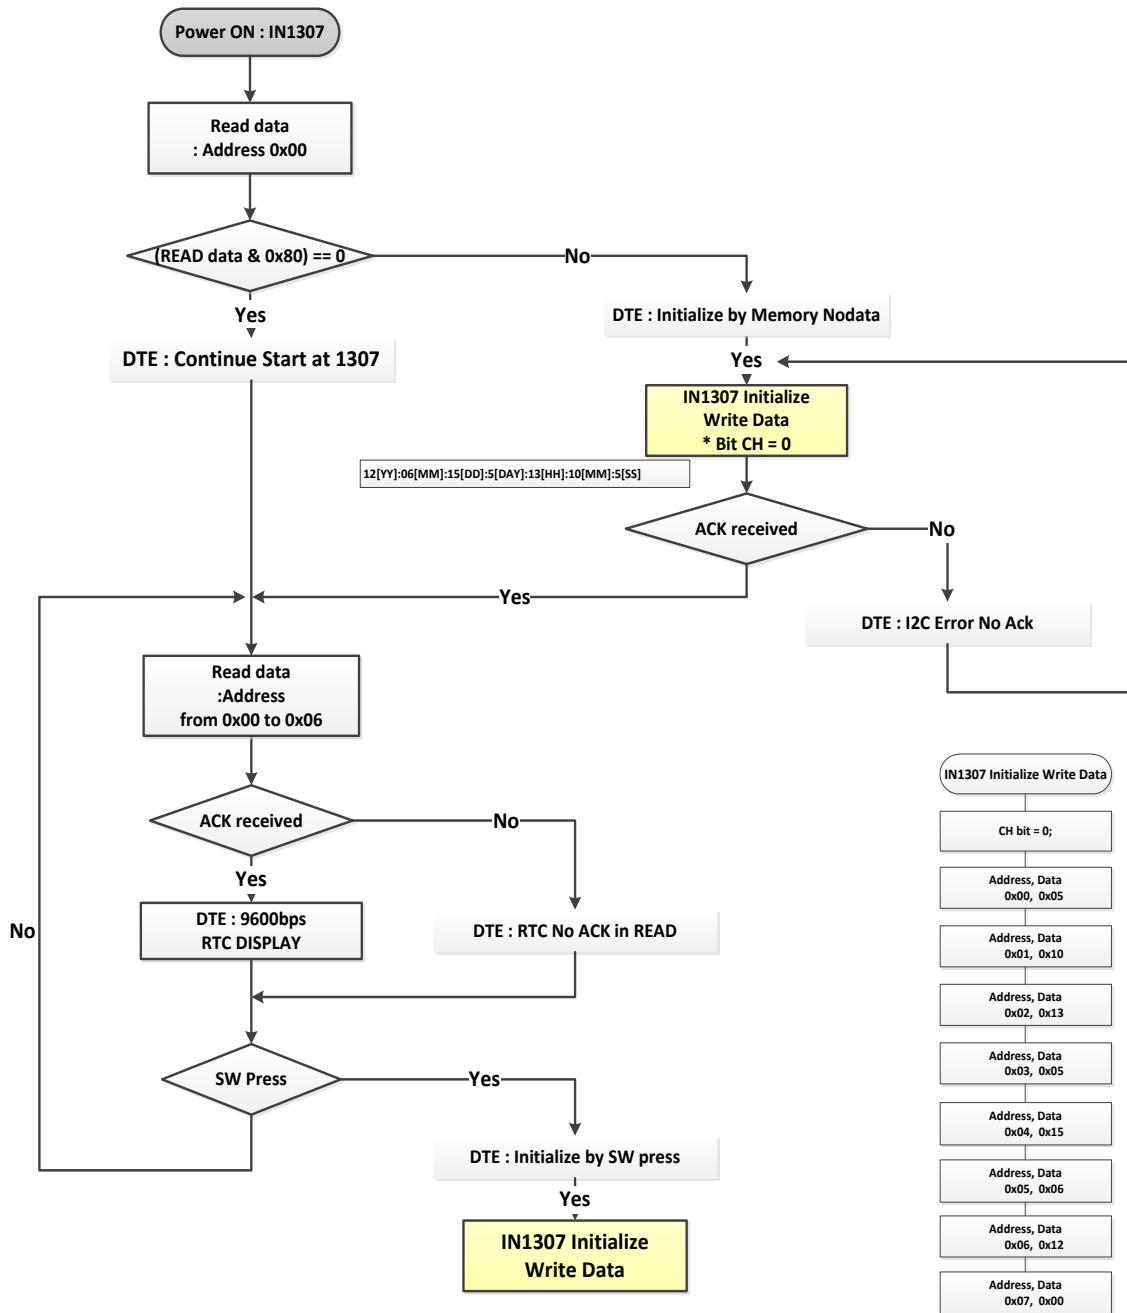 Power ON : IN1307
Read data
: Address 0x00
(READ data & 0x80) == 0
No
Yes
DTE : Initialize by Memory Nodata
DTE : Continue Start at 1307
Yes
IN1307 Initialize
Write Data
* Bit CH = 0
12[YY]:06[MM]:15[DD]:5[DAY]:13[HH]:10[MM]:5[SS]
ACK received
No
Yes
DTE : I2C Error No Ack
Read data
:Address
from 0x00 to 0x06
ACK received
No
Yes
DTE : 9600bps
RTC DISPLAY
DTE : RTC No ACK in READ
No
SW Press
Yes
DTE : Initialize by SW press
Yes
IN1307 Initialize
Write Data
IN1307 Initialize Write Data
CH bit = 0;
Address, Data
0x00, 0x05
Address, Data
0x01, 0x10
Address, Data
0x02, 0x13
Address, Data
0x03, 0x05
Address, Data
0x04, 0x15
Address, Data
0x05, 0x06
Address, Data
0x06, 0x12
Address, Data
0x07, 0x00